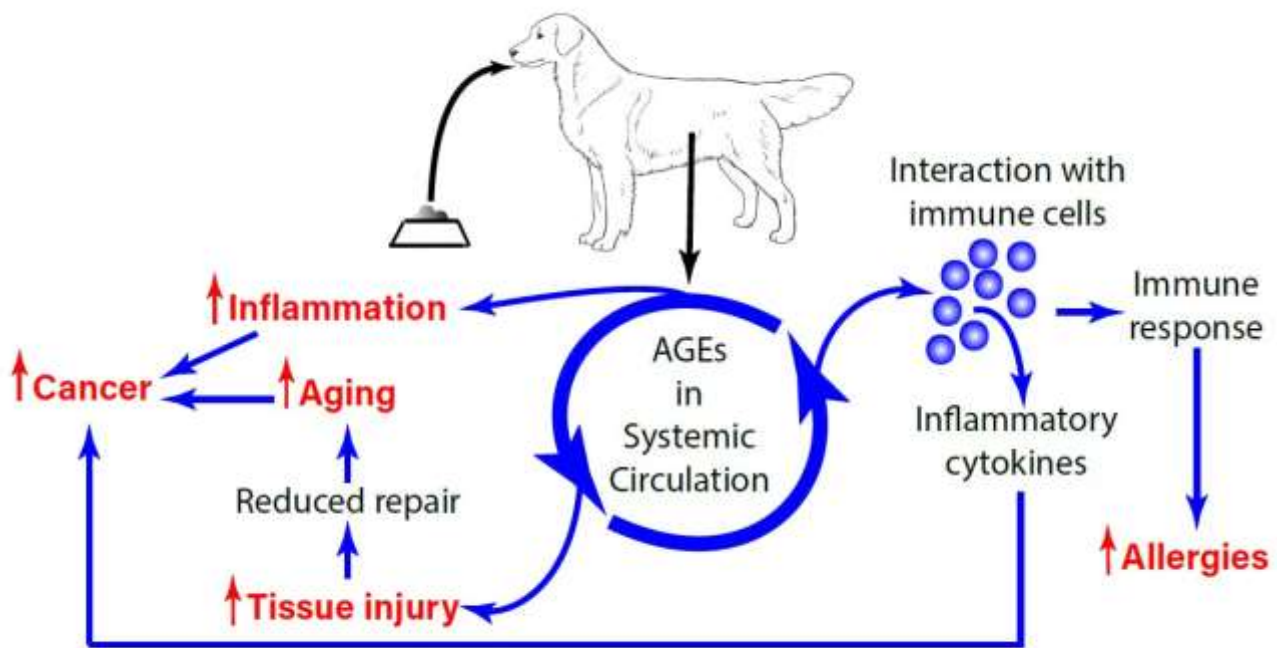 Interaction with
immune cells
Inflammation
Immune
response
AGEs
in
Systemic
Circulation
Cancer
Aging
Inflammatory
cytokines
Reduced repair
Allergies
Tissue injury